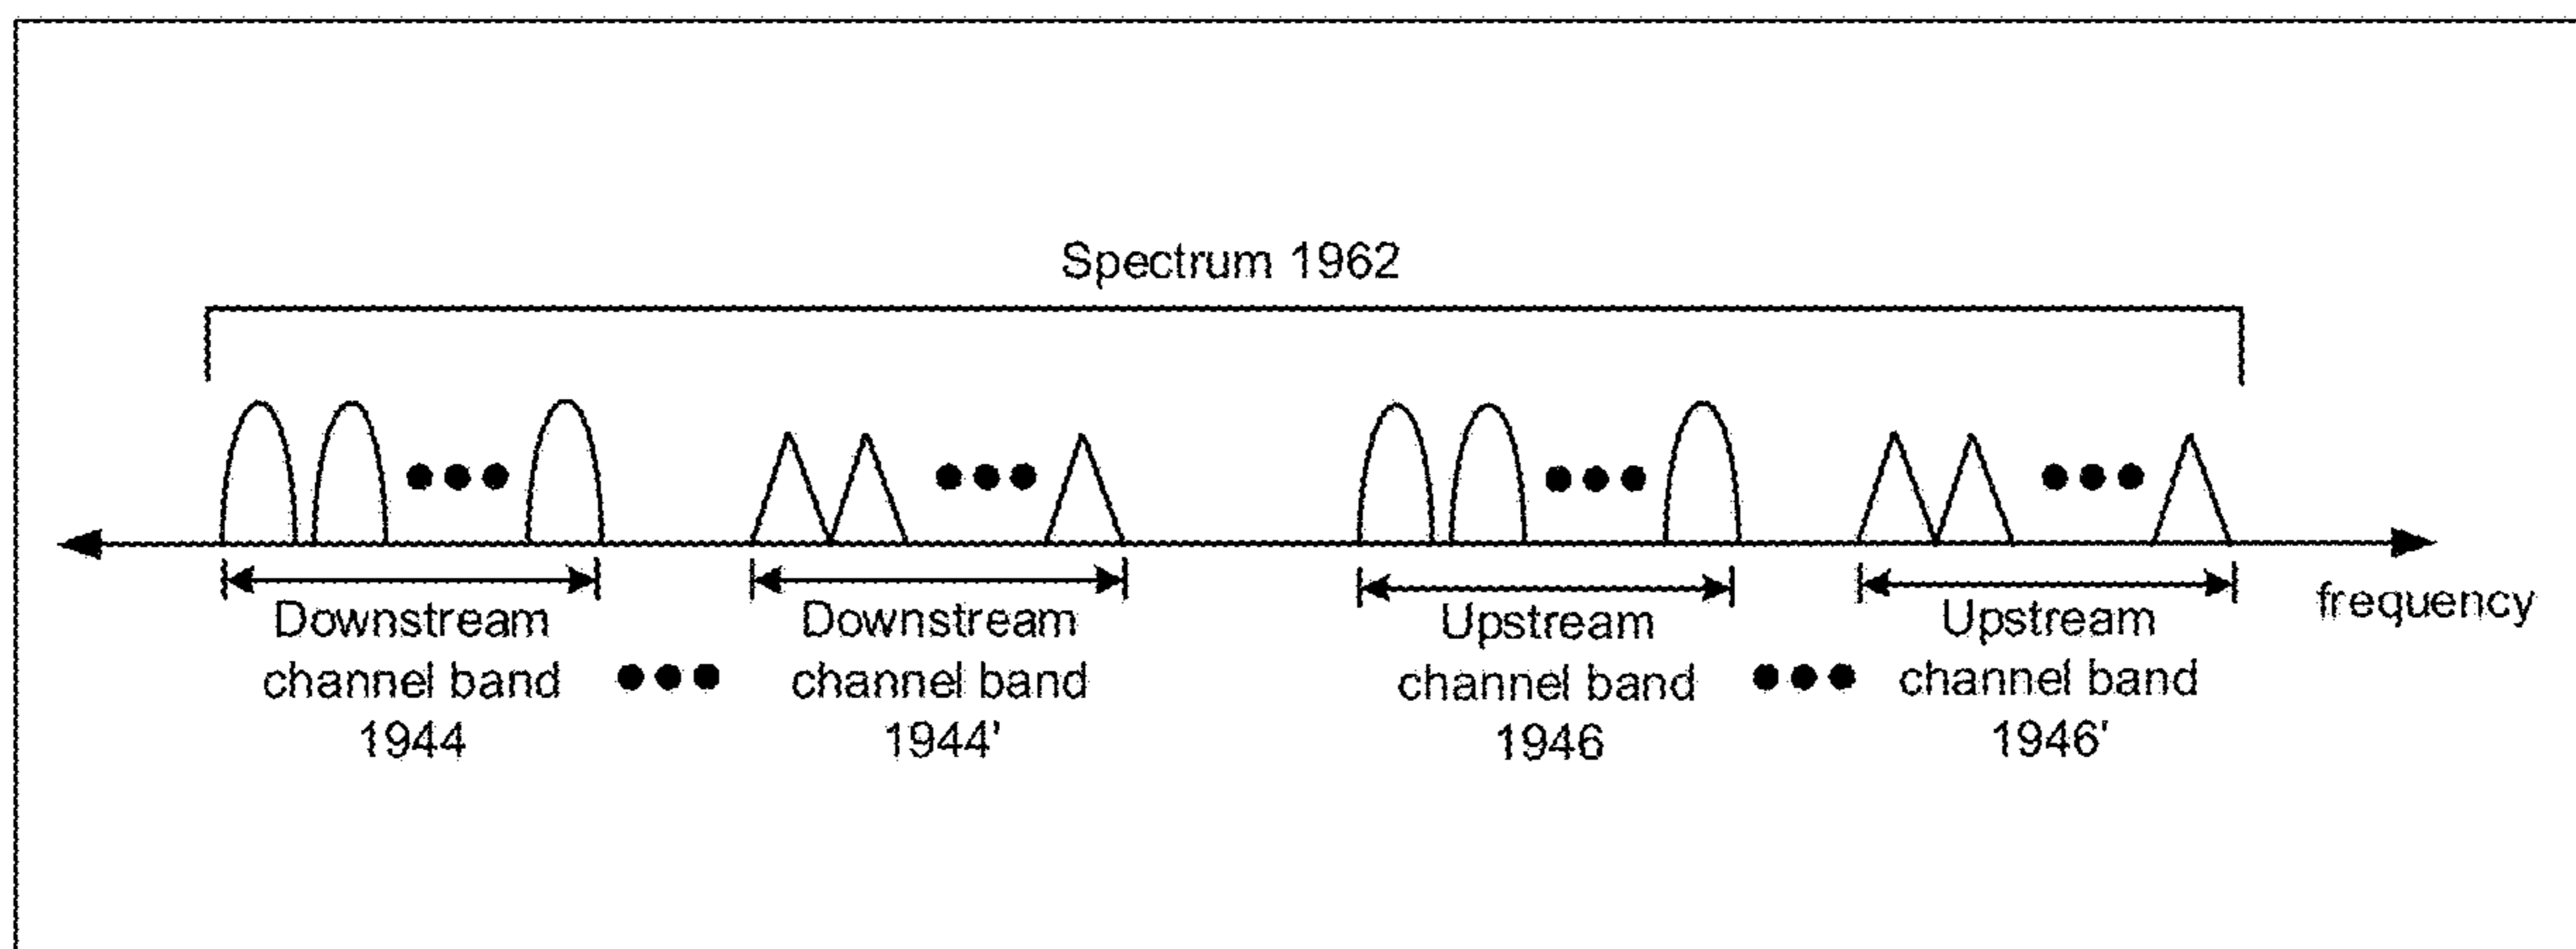 Spectrum 1962
Downstream
channel band
1944
Downstream
channel band
1944'
Upstream
channel band
1946
Upstream
channel band
1946'
frequency